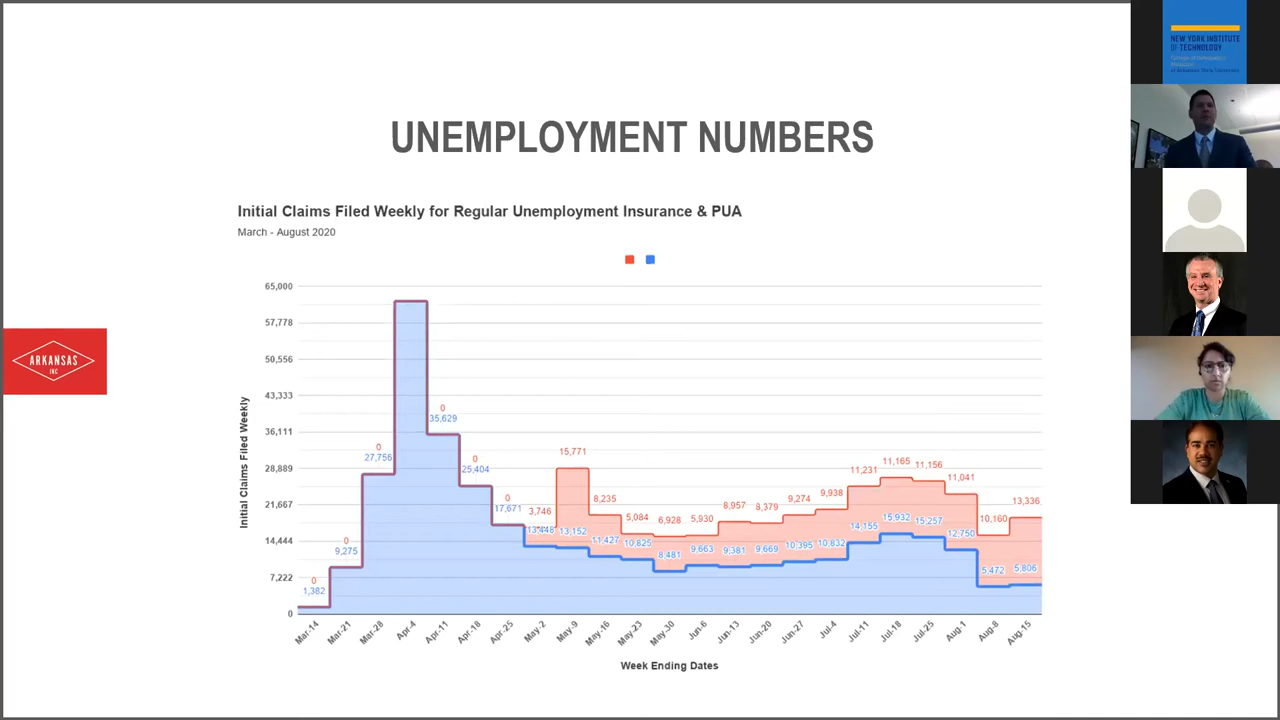 UNEMPLOYMENT NUMBERS
Initial Claims Filed Weekly for Regular Unemployment Insurance & PUA
March - August 2020
65,000
57,778
50,556
43,333
36,111
28,889
21,667
14,444
7,222
0
Initial Claims Filed Weekly
0
1,382
0
9,275
0
27,756
0
35,629
0
25,404
0
17,671
3,746
13,448
15,771
13,152
8,235
11,427
5,084
10,825
6,928
8,481
5,930
9,663
8,957
9,381
8,379
9,669
9,274
10,395
9,938
10,832
11,231
14,155
11,165
15,932
11,156
15,257
11,041
12,750
10,160
5,472
13,336
5,806
Mar-14
Mar-21
Mar-28
Apr-4
Apr-11
Apr-18
Apr-25
May-2
May-9
May-16
May-23
May-30
Jun-6
Jun-13
Jun-20
Jun-27
Jul-4
Jul-11
Jul-18
Jul-25
Aug-1
Aug-8
Aug-15
Week Ending Dates
ARKANSAS
INC
NEW YORK INSTITUTE
OF TECHNOLOGY
College of Osteopathic
Medicine
at Arkansas State University